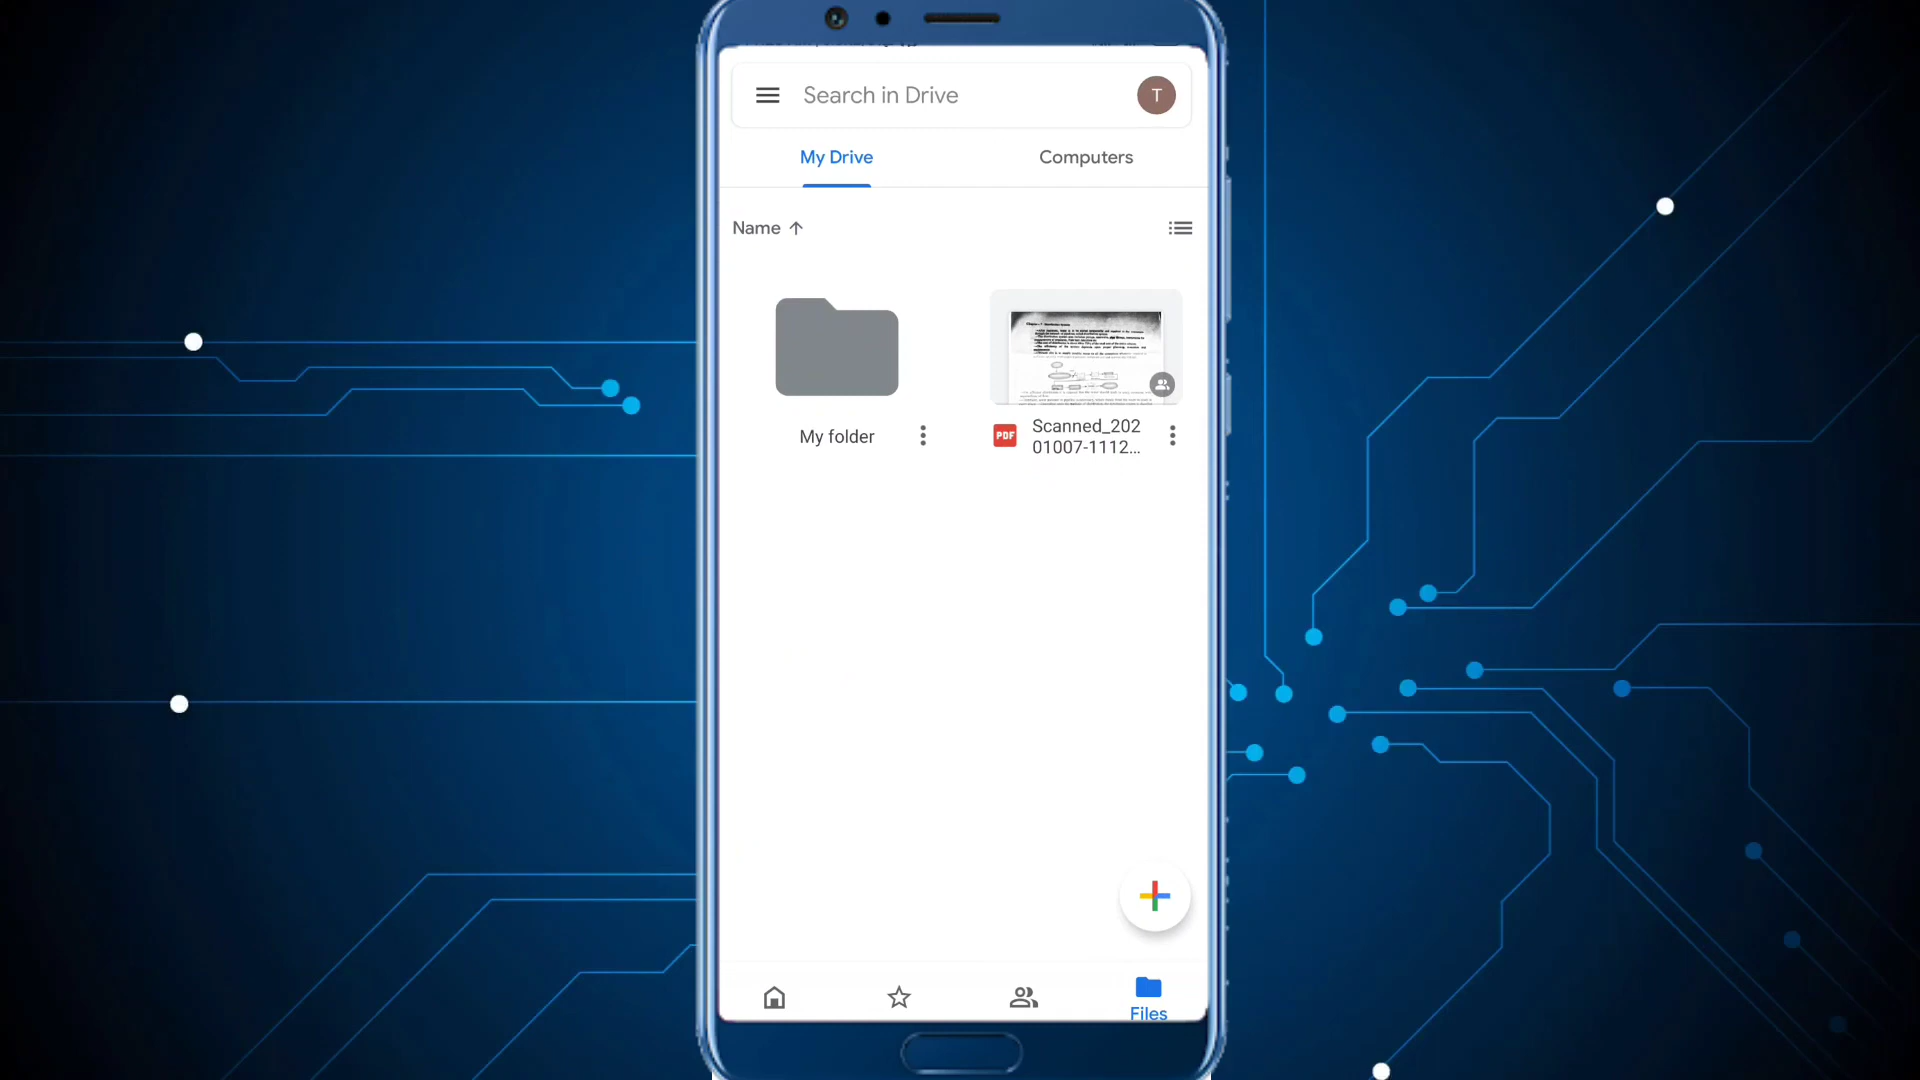 Search in Drive
T
My Drive
Computers
Name
My folder
PDF
Scanned_202
01007-1112...
Files